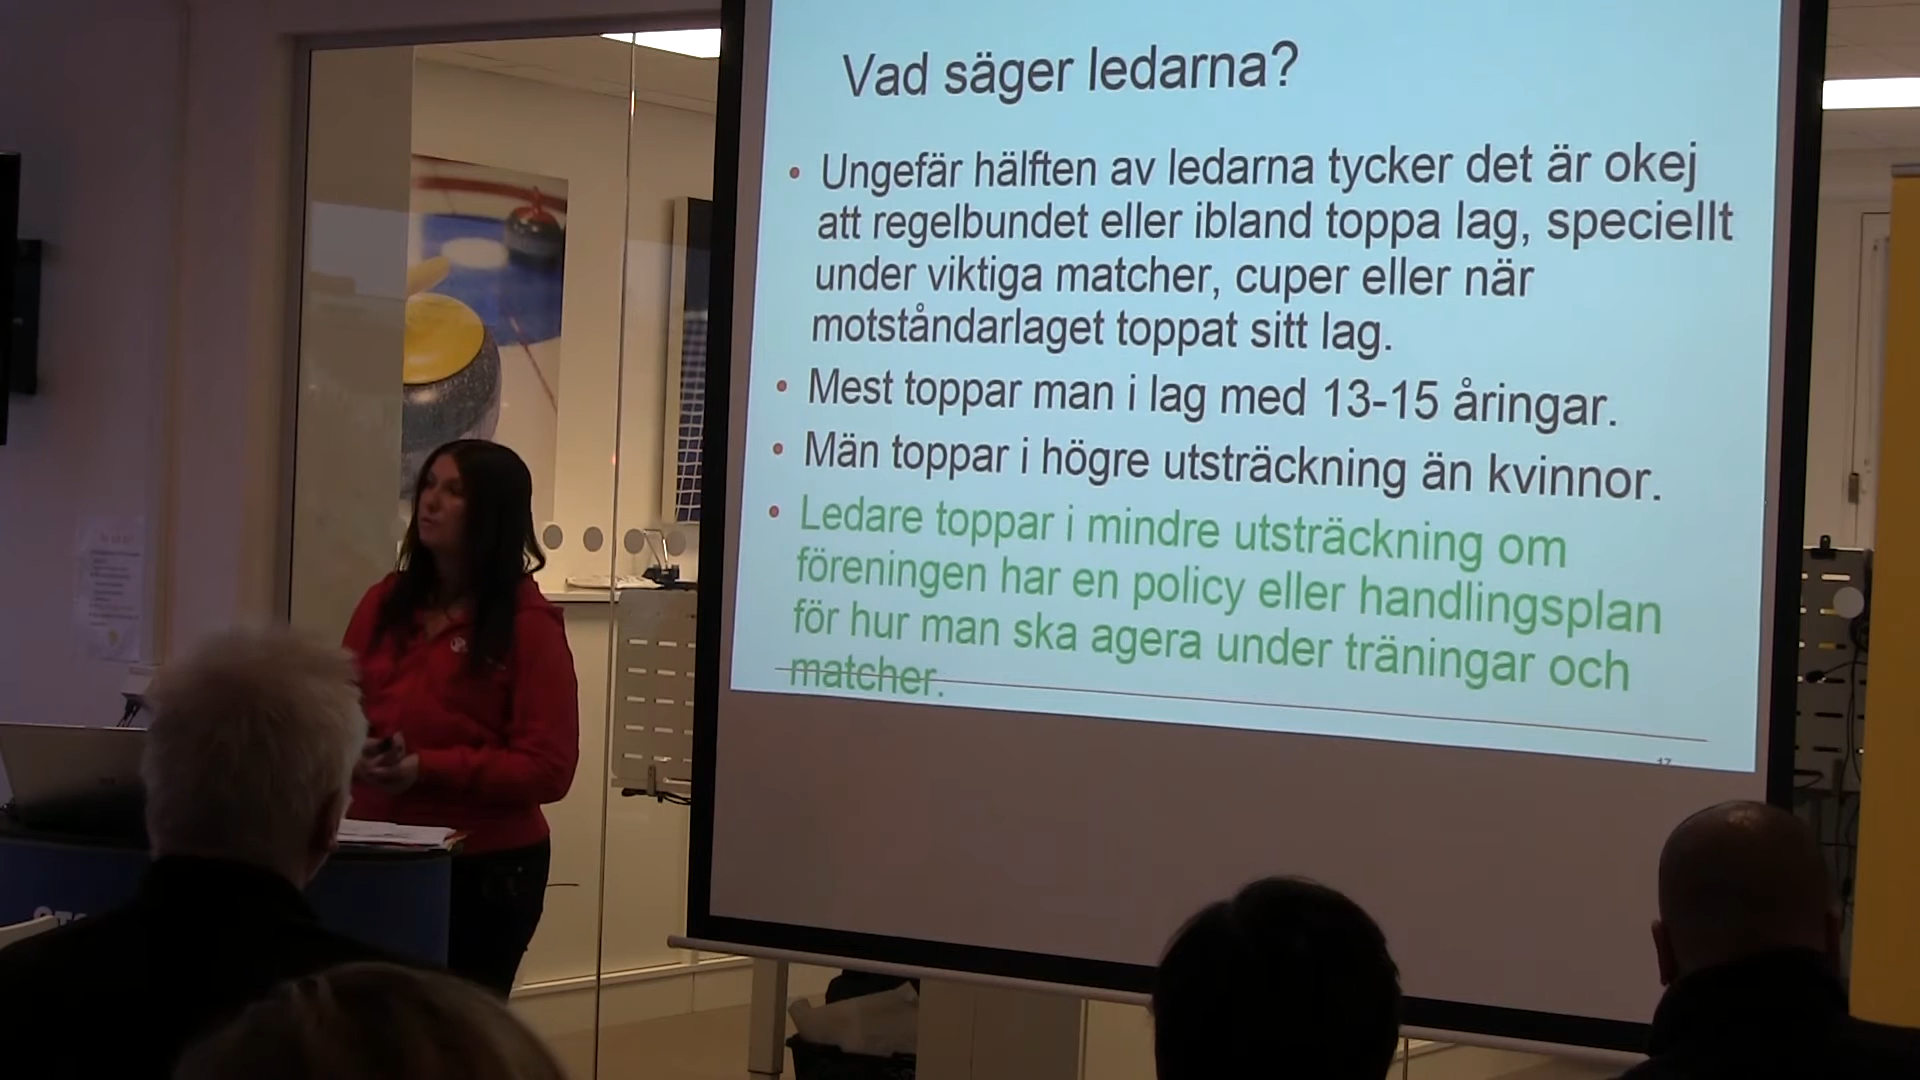 Vad säger ledarna?
• Ungefär hälften av ledarna tycker det är okej
att regelbundet eller ibland toppa lag, speciellt
under viktiga matcher, cuper eller när
motståndarlaget toppat sitt lag.
• Mest toppar man i lag med 13-15 åringar.
• Män toppar i högre utsträckning än kvinnor.
• Ledare toppar i mindre utsträckning om
föreningen har en policy eller handlingsplan
för hur man ska agera under träningar och
matcher.
17